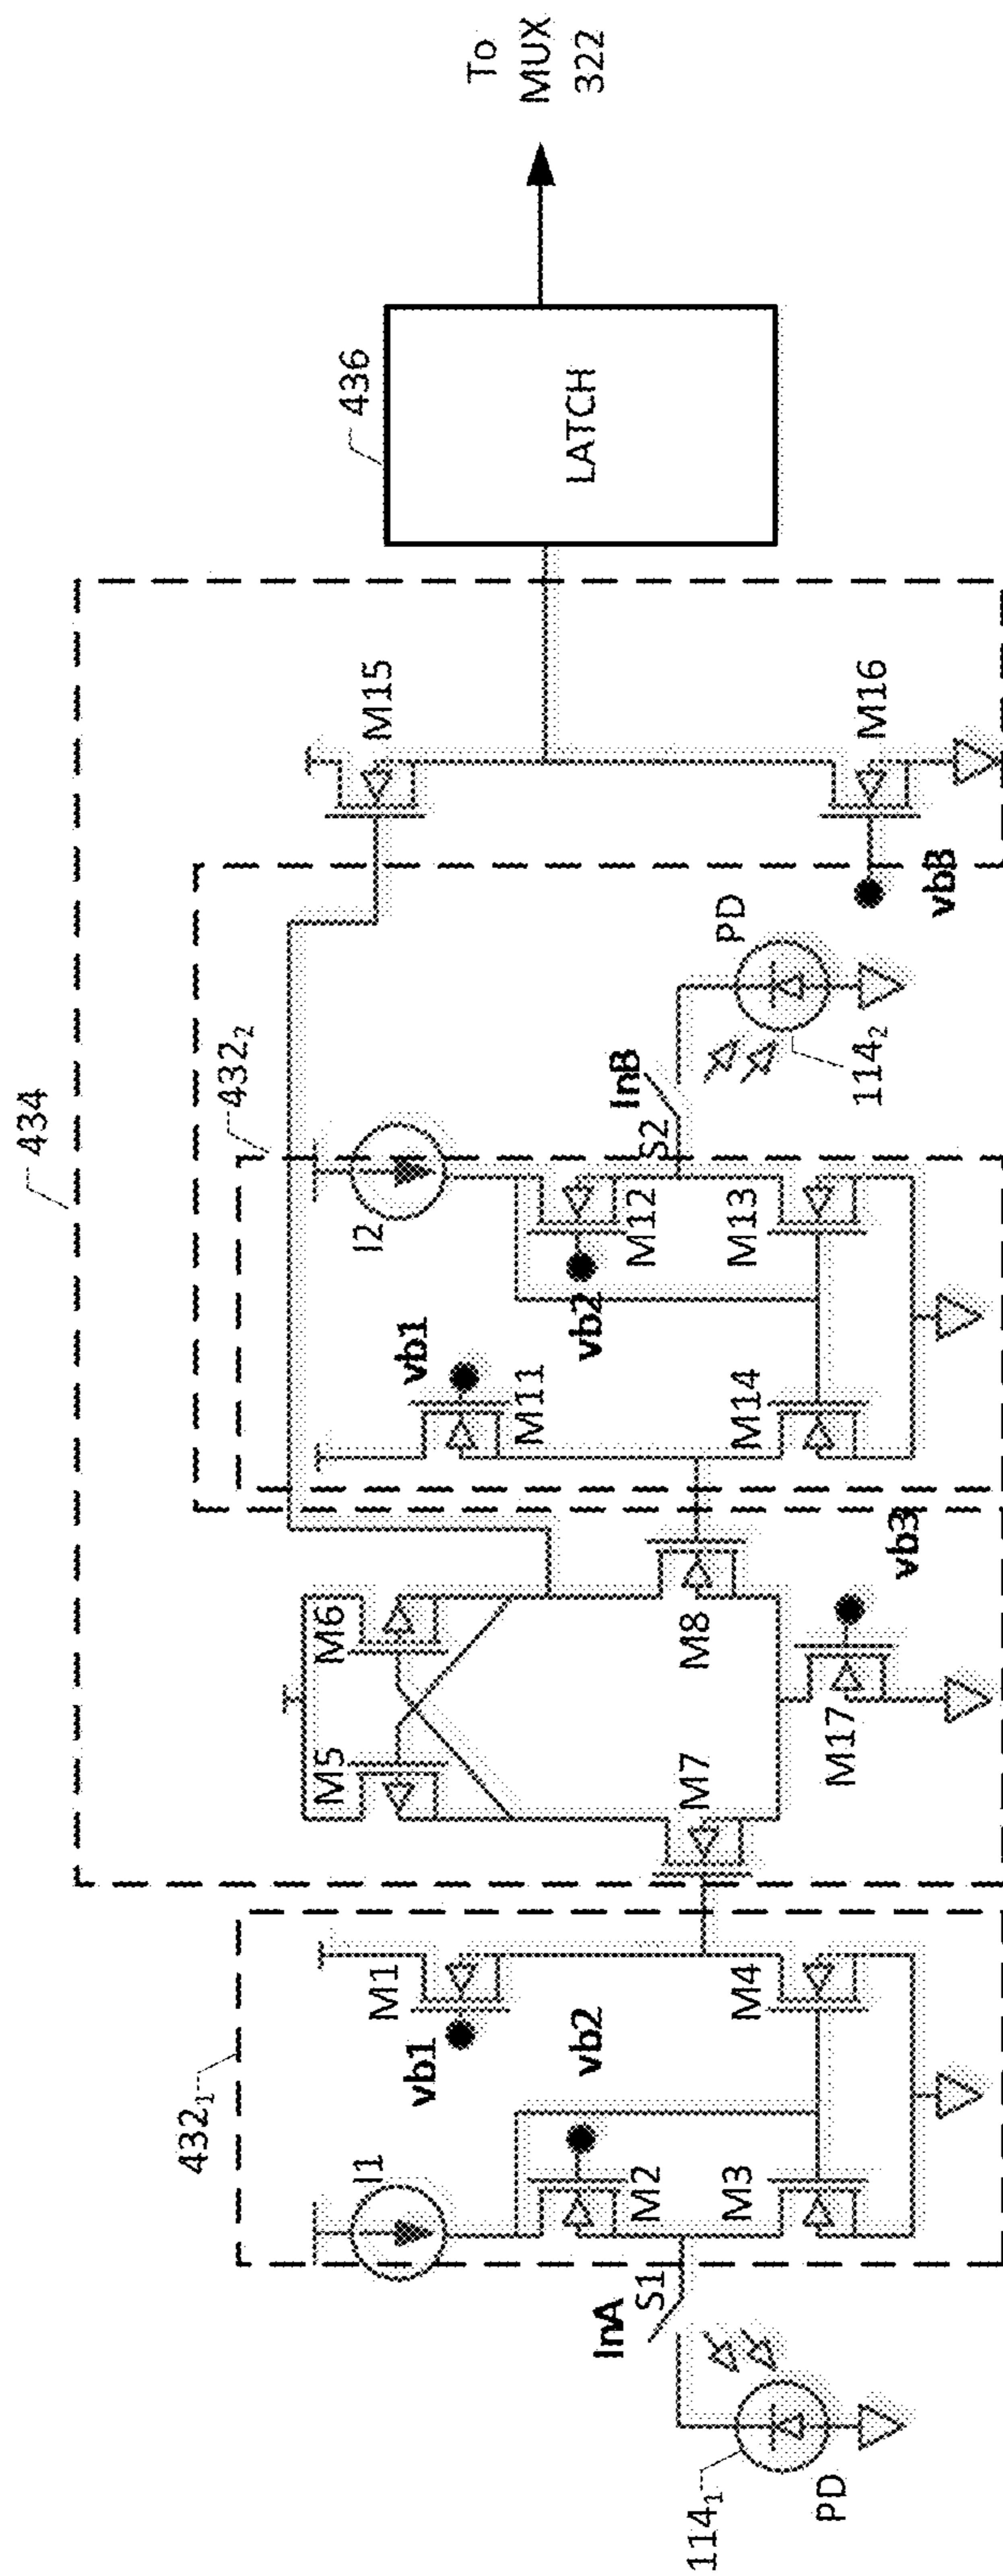 434
432₁
I1
vb1
M1
M2
vb2
InA
S1
M3
M4
114₁
PD
M5
M6
M7
M8
M17
vb3
432₂
vb1
M11
I2
vb2
M12
M14
M13
S2
InB
PD
114₂
M15
M16
vbB
436
LATCH
To
MUX
322